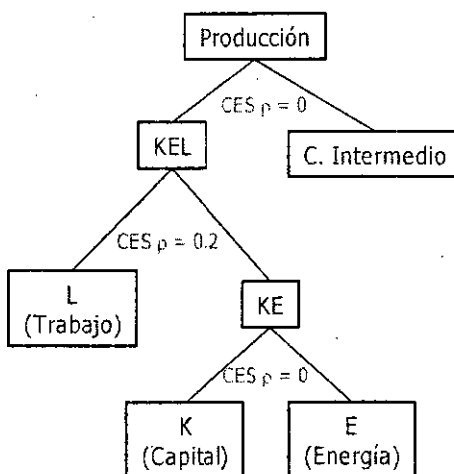 Producción
CES ρ = 0
KEL
C. Intermedio
CES ρ = 0.2
L
(Trabajo)
KE
CES ρ = 0
K
(Capital)
E
(Energía)